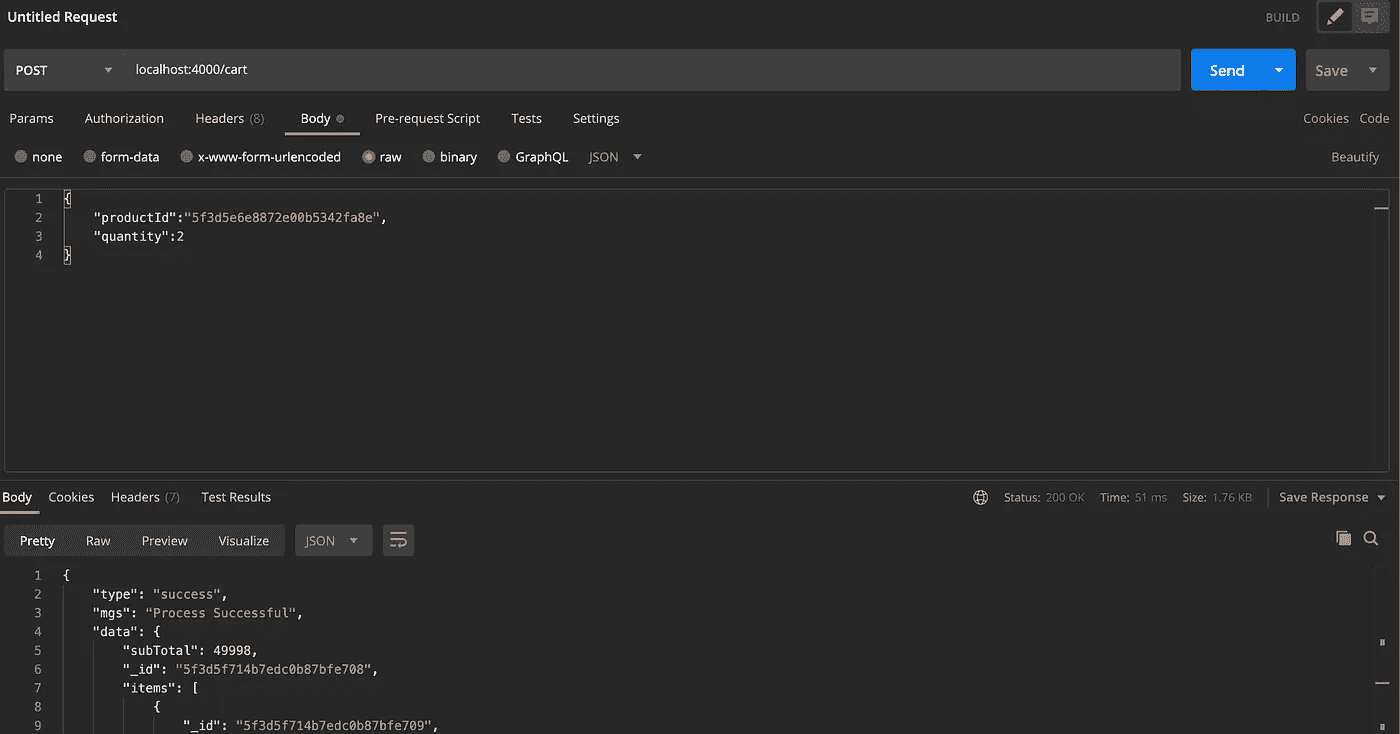 Untitled Request
BUILD
POST
localhost:4000/cart
Send
Save
Params
Authorization
Headers (8)
Body
Pre-request Script
Tests
Settings
Cookies
Code
none
form-data
x-www-form-urlencoded
raw
binary
GraphQL
JSON
Beautify
1 {
2 "productId":"5f3d5e6e8872e00b5342fa8e",
3 "quantity":2
4 }
Body
Cookies
Headers (7)
Test Results
Status: 200 OK
Time: 51 ms
Size: 1.76 KB
Save Response
Pretty
Raw
Preview
Visualize
JSON
1 {
2 "type": "success",
3 "mgs": "Process Successful",
4 "data": {
5 "subTotal": 49998,
6 "_id": "5f3d5f714b7edc0b87bfe708",
7 "items": [
8 {
9 "_id": "5f3d5f714b7edc0b87bfe709",